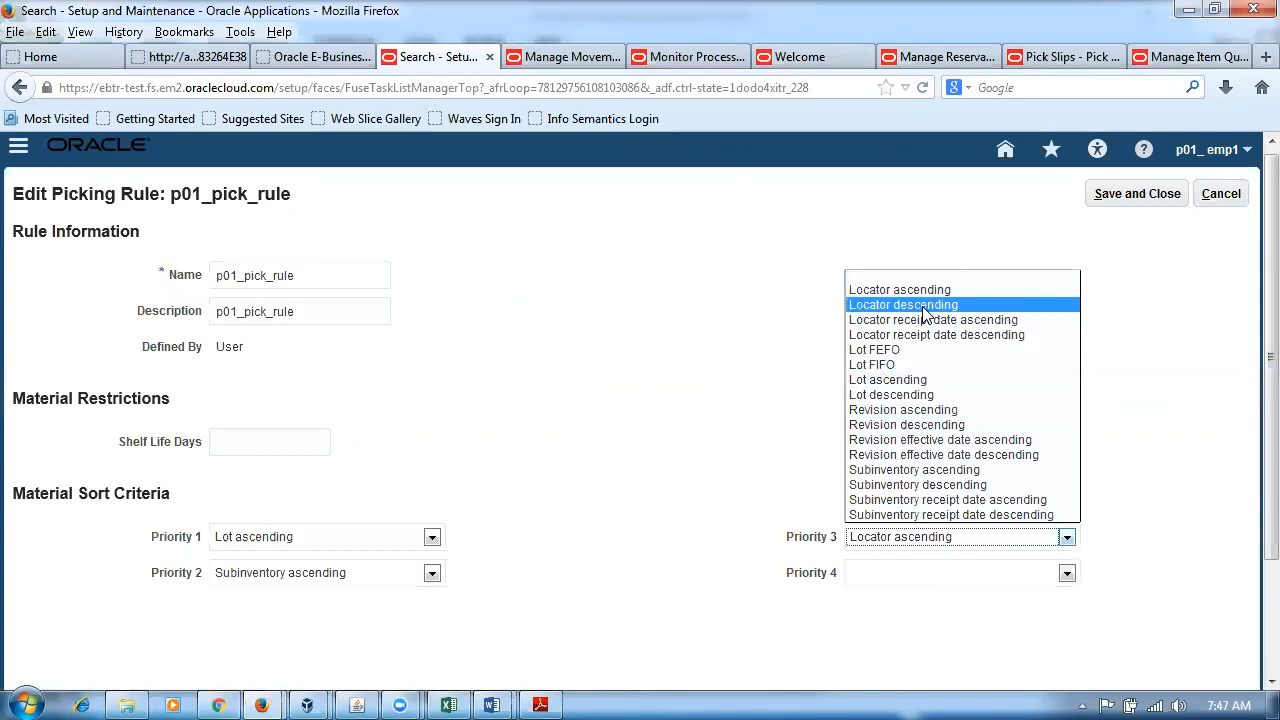 Search - Setup and Maintenance - Oracle Applications - Mozilla Firefox
File Edit View History Bookmarks Tools Help
Home
http://a...83264E38
Oracle E-Busines...
Search - Setu...
Manage Movem...
Monitor Proces...
Welcome
Manage Reserva...
Pick Slips - Pick ...
Manage Item Qu...
https://ebtr-test.fs.em2.oraclecloud.com/setup/faces/FuseTaskListManagerTop?_afrLoop=78129756108103086&_adf.ctrl-state=1dodo4xitr_228
Google
Most Visited Getting Started Suggested Sites Web Slice Gallery Waves Sign In Info Semantics Login
ORACLE
p01_ emp1
Edit Picking Rule: p01_pick_rule
Save and Close Cancel
Rule Information
* Name p01_pick_rule
Description p01_pick_rule
Defined By User
Material Restrictions
Shelf Life Days
Material Sort Criteria
Priority 1 Lot ascending
Priority 2 Subinventory ascending
Locator ascending
Locator descending
Locator receipt date ascending
Locator receipt date descending
Lot FEFO
Lot FIFO
Lot ascending
Lot descending
Revision ascending
Revision descending
Revision effective date ascending
Revision effective date descending
Subinventory ascending
Subinventory descending
Subinventory receipt date ascending
Subinventory receipt date descending
Priority 3 Locator ascending
Priority 4
7:47 AM